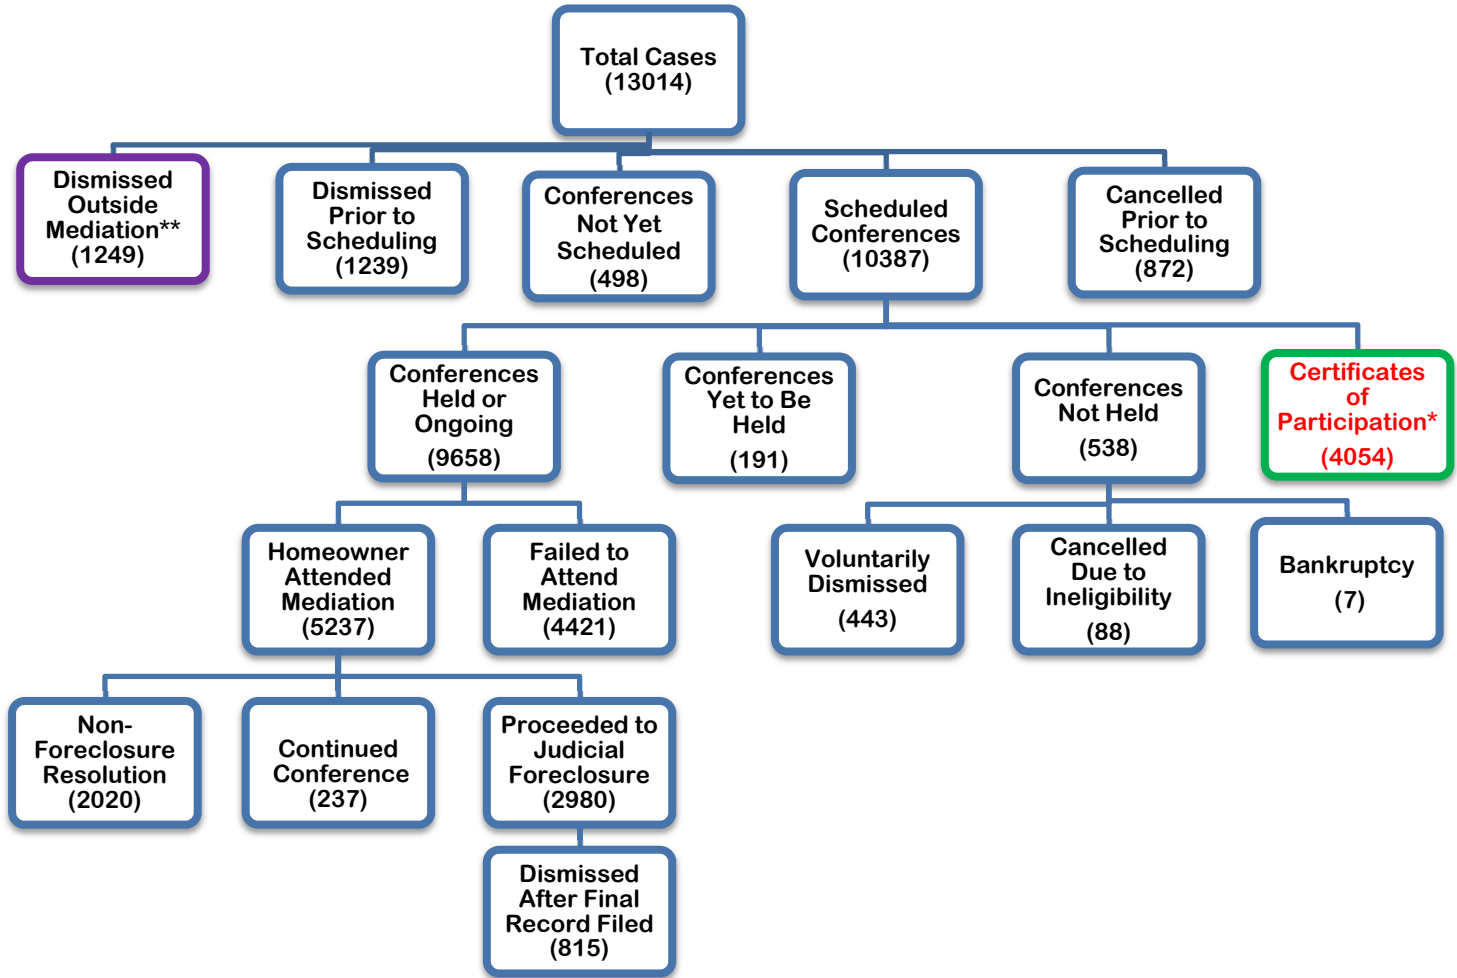 Total Cases
(13014)
Dismissed
Outside
Mediation**
(1249)
Dismissed
Prior to
Scheduling
(1239)
Conferences
Not Yet
Scheduled
(498)
Scheduled
Conferences
(10387)
Cancelled
Prior to
Scheduling
(872)
Conferences
Held or
Ongoing
(9658)
Conferences
Yet to Be
Held
(191)
Conferences
Not Held
(538)
Certificates
of
Participation*
(4054)
Homeowner
Attended
Mediation
(5237)
Failed to
Attend
Mediation
(4421)
Voluntarily
Dismissed
(443)
Cancelled
Due to
Ineligibility
(88)
Bankruptcy
(7)
Non-
Foreclosure
Resolution
(2020)
Continued
Conference
(237)
Proceeded to
Judicial
Foreclosure
(2980)
Dismissed
After Final
Record Filed
(815)